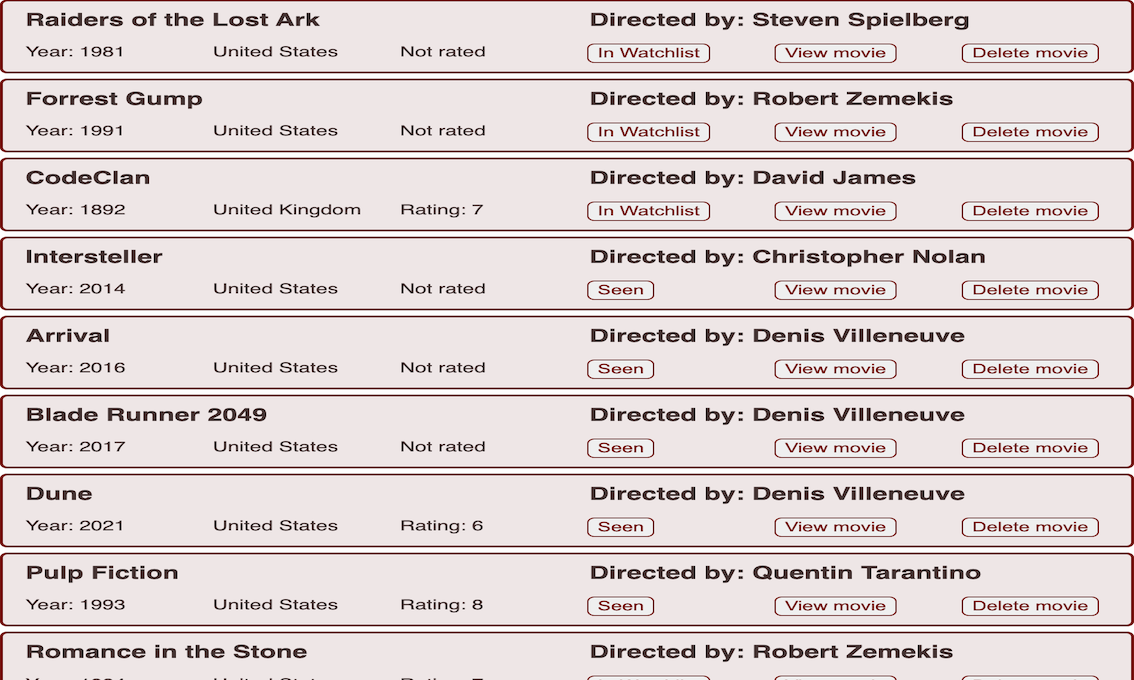 Raiders of the Lost Ark Directed by: Steven Spielberg
Year: 1981 United States Not rated In Watchlist View movie Delete movie
Forrest Gump Directed by: Robert Zemekis
Year: 1991 United States Not rated In Watchlist View movie Delete movie
CodeClan Directed by: David James
Year: 1892 United Kingdom Rating: 7 In Watchlist View movie Delete movie
Intersteller Directed by: Christopher Nolan
Year: 2014 United States Not rated Seen View movie Delete movie
Arrival Directed by: Denis Villeneuve
Year: 2016 United States Not rated Seen View movie Delete movie
Blade Runner 2049 Directed by: Denis Villeneuve
Year: 2017 United States Not rated Seen View movie Delete movie
Dune Directed by: Denis Villeneuve
Year: 2021 United States Rating: 6 Seen View movie Delete movie
Pulp Fiction Directed by: Quentin Tarantino
Year: 1993 United States Rating: 8 Seen View movie Delete movie
Romance in the Stone Directed by: Robert Zemekis